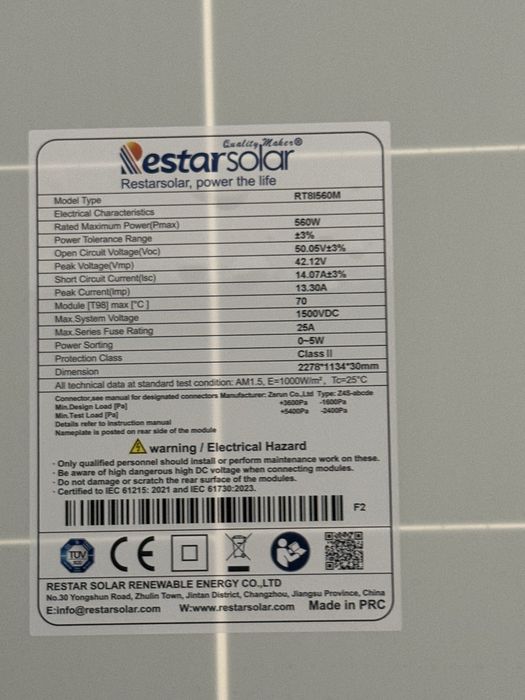 Quality Maker®
Restarsolar
Restarsolar, power the life
Model Type RT8I560M
Electrical Characteristics
Rated Maximum Power(Pmax) 560W
Power Tolerance Range ±3%
Open Circuit Voltage(Voc) 50.05V±3%
Peak Voltage(Vmp) 42.12V
Short Circuit Current(Isc) 14.07A±3%
Peak Current(Imp) 13.30A
Module [T98] max [°C] 70
Max.System Voltage 1500VDC
Max.Series Fuse Rating 25A
Power Sorting 0~5W
Protection Class Class II
Dimension 2278*1134*30mm
All technical data at standard test condition: AM1.5, E=1000W/m², Tc=25°C
Connector,see manual for designated connectors Manufacturer: Zerun Co.,Ltd Type: Z4S-abcde
Min.Design Load [Pa] +3600Pa -1600Pa
Min.Test Load [Pa] +5400Pa -2400Pa
Details refer to instruction manual
Nameplate is posted on rear side of the module
warning / Electrical Hazard
· Only qualified personnel should install or perform maintenance work on these.
· Be aware of high dangerous high DC voltage when connecting modules.
· Do not damage or scratch the rear surface of the modules.
· Certified to IEC 61215: 2021 and IEC 61730:2023.
F2
TÜV
CE
RESTAR SOLAR RENEWABLE ENERGY CO.,LTD
No.30 Yongshun Road, Zhulin Town, Jintan District, Changzhou, Jiangsu Province, China
E:info@restarsolar.com W:www.restarsolar.com Made in PRC